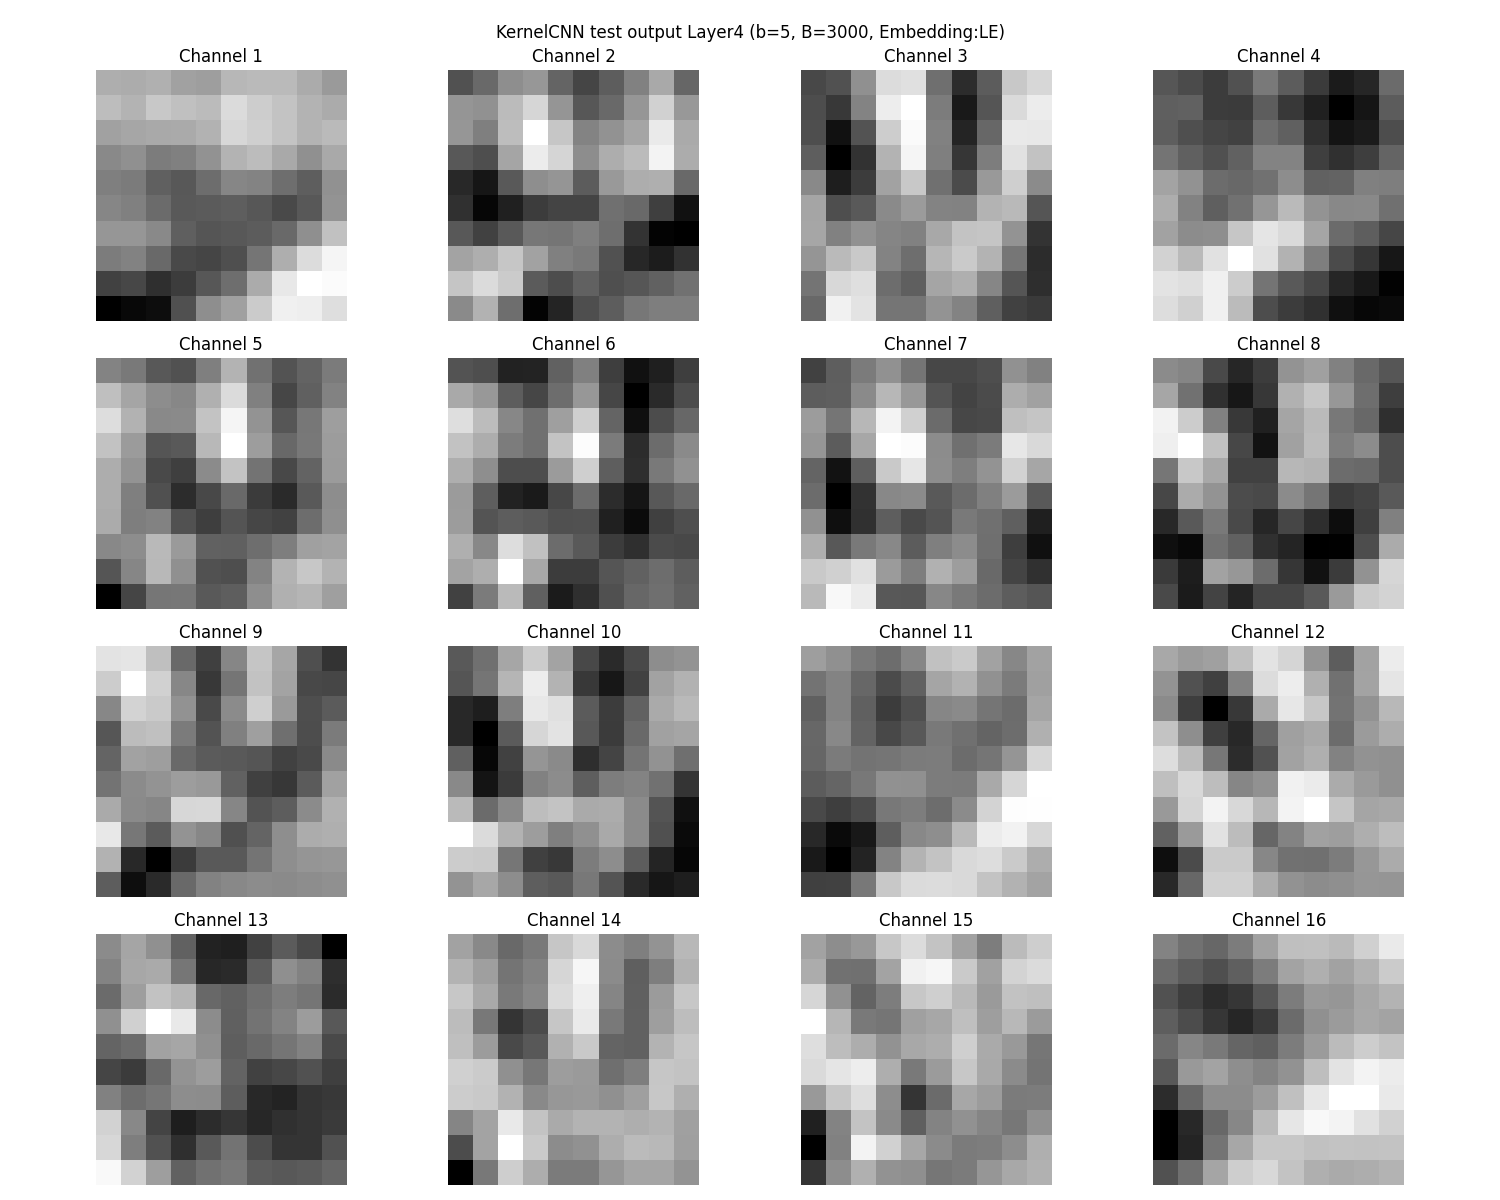 KernelCNN test output Layer4 (b=5, B=3000, Embedding:LE)
Channel 1
Channel 2
Channel 3
Channel 4
Channel 5
Channel 6
Channel 7
Channel 8
Channel 9
Channel 10
Channel 11
Channel 12
Channel 13
Channel 14
Channel 15
Channel 16